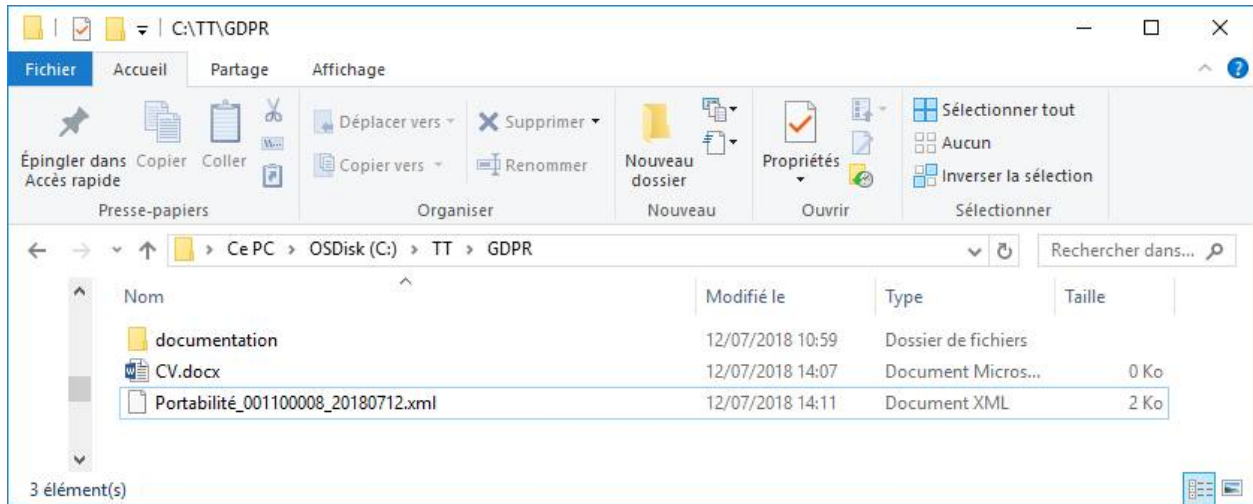 C:\TT\GDPR
Fichier Accueil Partage Affichage
Épingler dans Accès rapide
Copier
Coller
Déplacer vers
Copier vers
Supprimer
Renommer
Nouveau dossier
Propriétés
Sélectionner tout
Aucun
Inverser la sélection
Presse-papiers Organiser Nouveau Ouvrir Sélectionner
Ce PC > OSDisk (C:) > TT > GDPR
Rechercher dans...
Nom Modifié le Type Taille
documentation 12/07/2018 10:59 Dossier de fichiers
CV.docx 12/07/2018 14:07 Document Micros... 0 Ko
Portabilité_001100008_20180712.xml 12/07/2018 14:11 Document XML 2 Ko
3 élément(s)